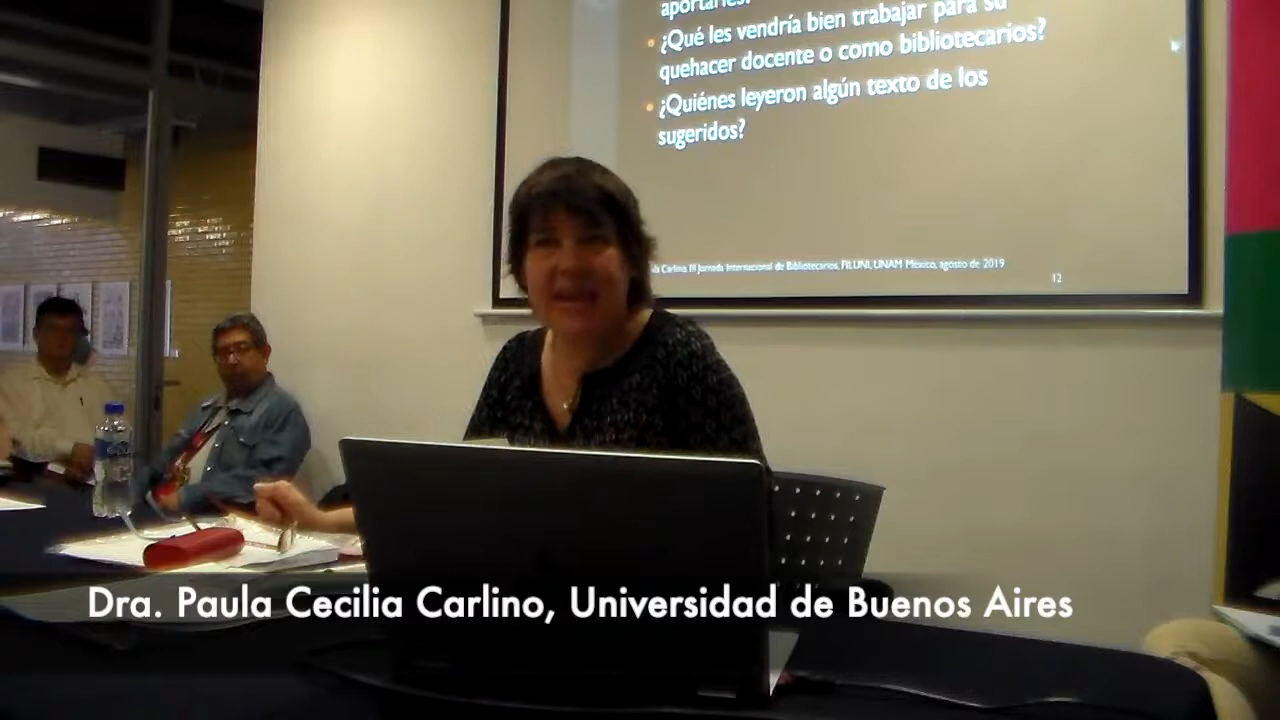 aportarles?
¿Qué les vendría bien trabajar para su
quehacer docente o como bibliotecarios?
¿Quiénes leyeron algún texto de los
sugeridos?
Carlino, III Jornada Internacional de Bibliotecarios, FILUNI, UNAM México, agosto de 2019
12
Dra. Paula Cecilia Carlino, Universidad de Buenos Aires